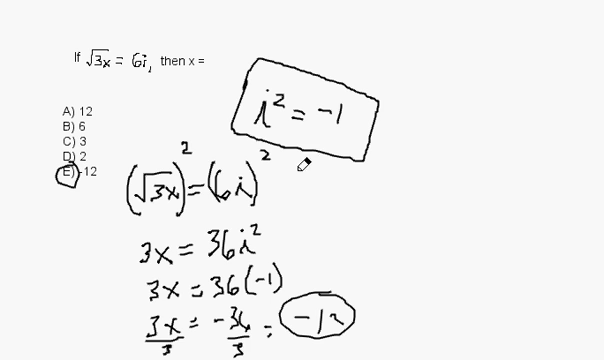 If √3x = 6i, then x =
i² = -1
A) 12
B) 6
C) 3
D) 2
E) -12
(√3x)² = (6i)²
3x = 36i²
3x = 36(-1)
3x/3 = -36/3 = -12